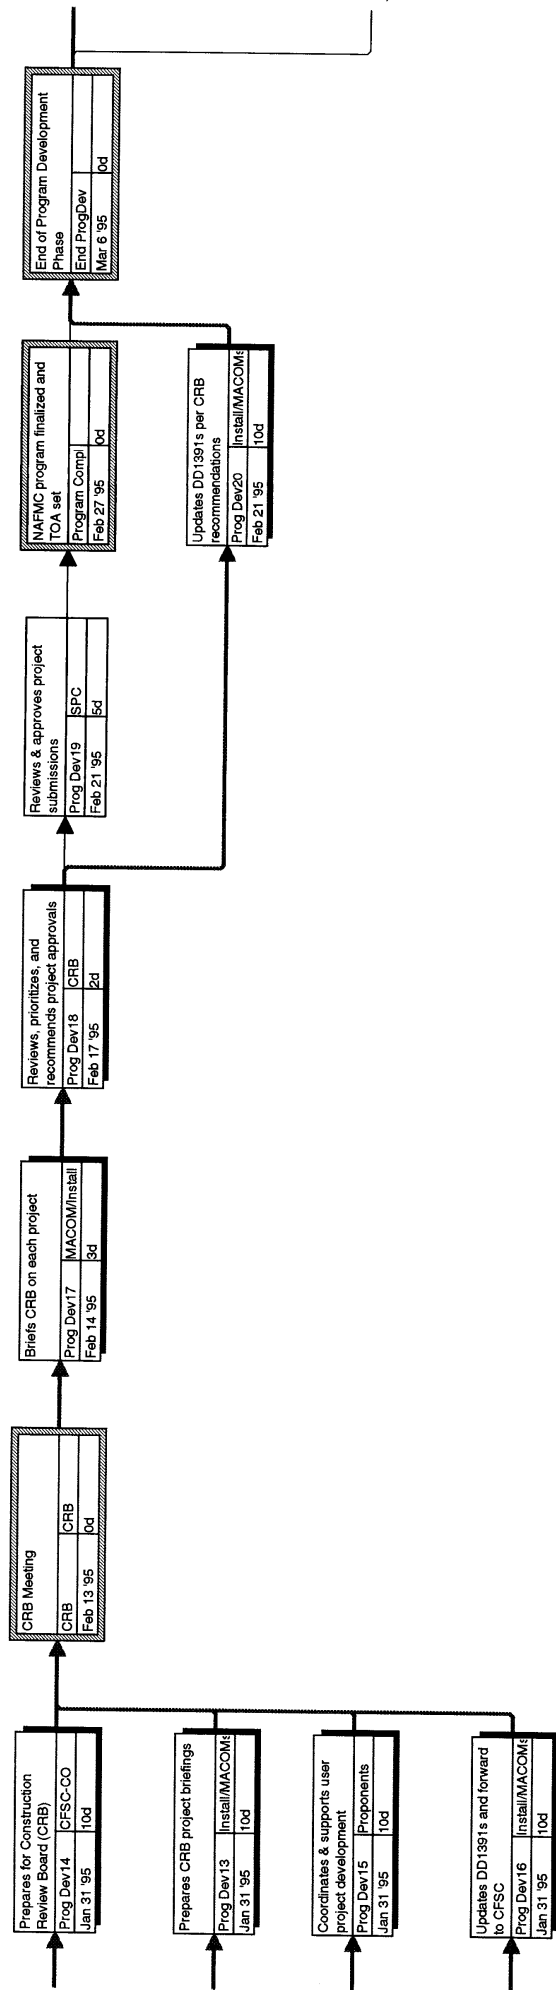 Prepares for Construction
Review Board (CRB)
Prog Dev14 CFSC-CO
Jan 31 '95 10d
Prepares CRB project briefings
Prog Dev13 Install/MACOMs
Jan 31 '95 10d
Coordinates & supports user
project development
Prog Dev15 Proponents
Jan 31 '95 10d
Updates DD1391s and forward
to CFSC
Prog Dev16 Install/MACOMs
Jan 31 '95 10d
CRB Meeting
CRB CRB
Feb 13 '95 0d
Briefs CRB on each project
Prog Dev17 MACOM/Install
Feb 14 '95 3d
Reviews, prioritizes, and
recommends project approvals
Prog Dev18 CRB
Feb 17 '95 2d
Reviews & approves project
submissions
Prog Dev19 SPC
Feb 21 '95 5d
NAFMC program finalized and
TOA set
Program Compl
Feb 27 '95 0d
Updates DD1391s per CRB
recommendations
Prog Dev20 Install/MACOMs
Feb 21 '95 10d
End of Program Development
Phase
End ProgDev
Mar 6 '95 0d